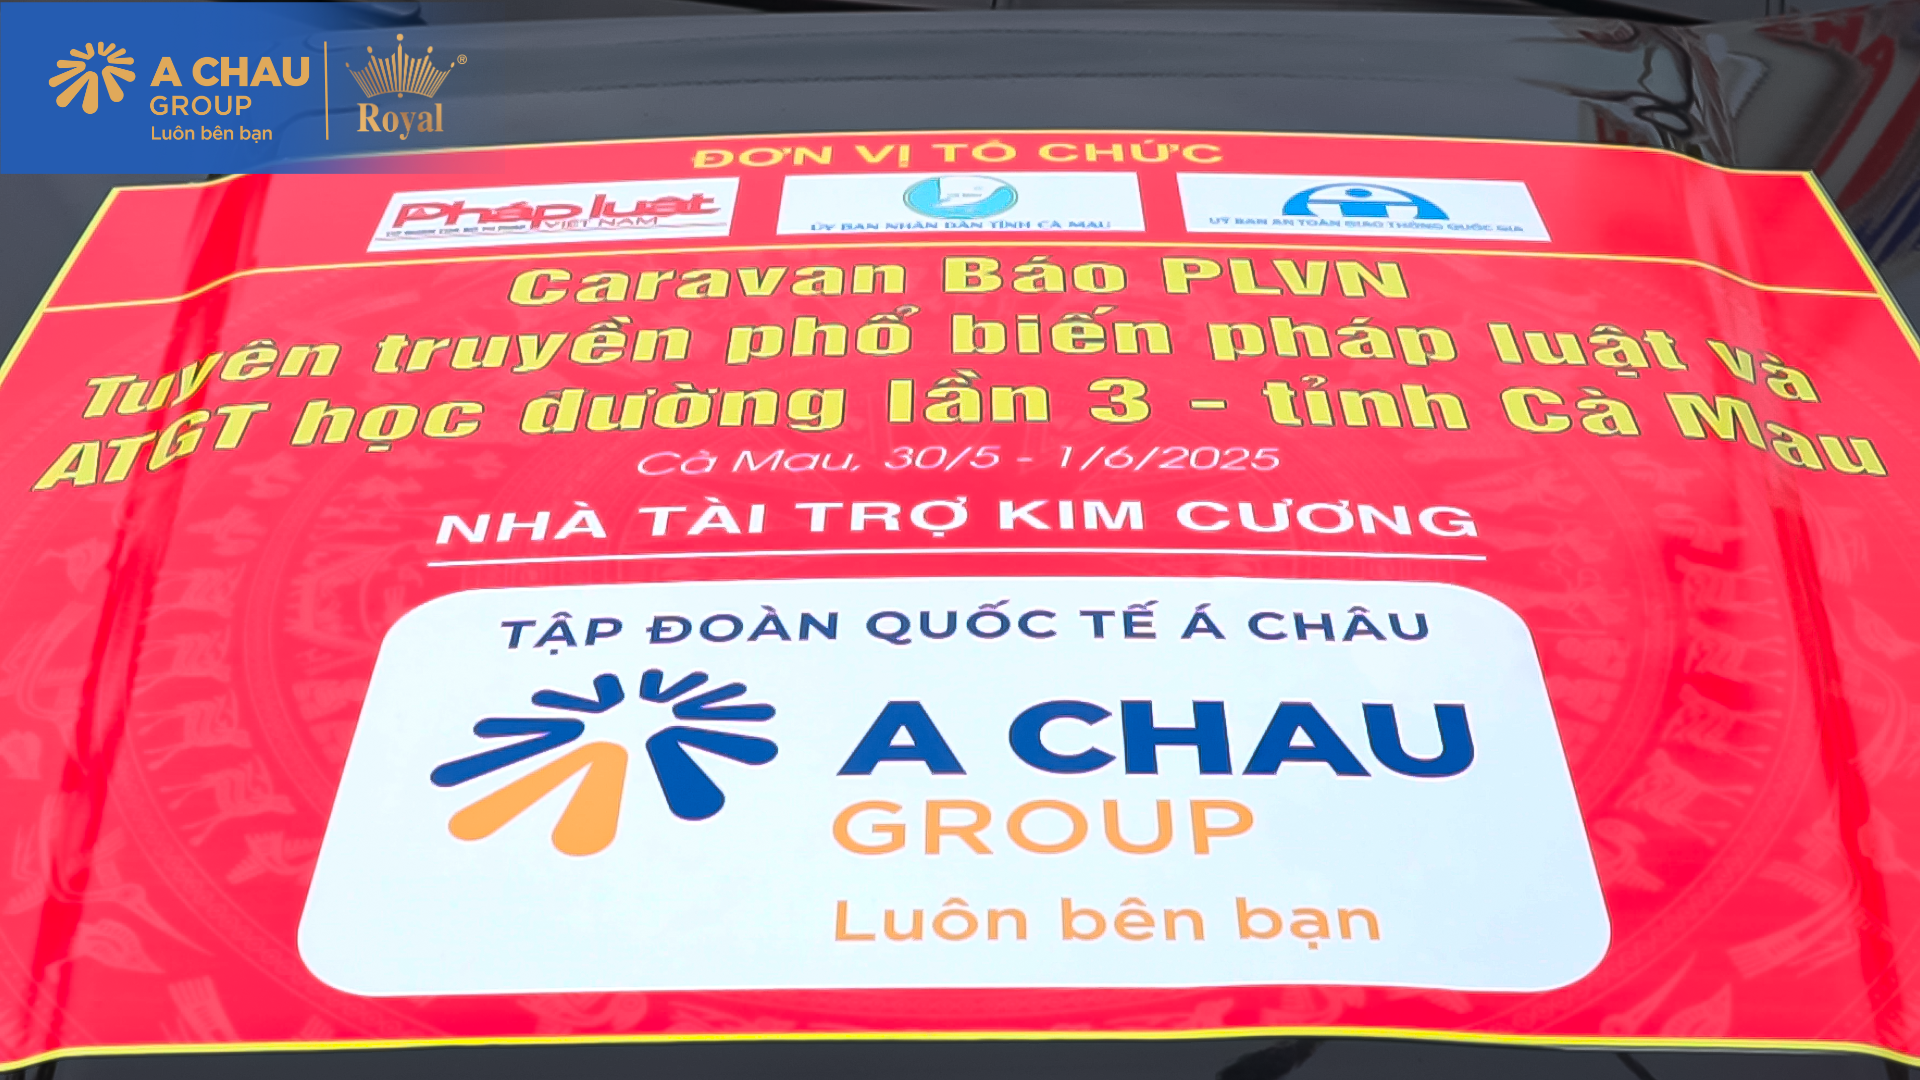 A CHAU
GROUP
Luôn bên bạn
Royal®
ĐƠN VỊ TỔ CHỨC
Pháp luật
VIỆT NAM
ỦY BAN NHÂN DÂN TỈNH CÀ MAU
UỶ BAN AN TOÀN GIAO THÔNG QUỐC GIA
Caravan Báo PLVN
Tuyên truyền phổ biến pháp luật và
ATGT học đường lần 3 - tỉnh Cà Mau
Cà Mau, 30/5 - 1/6/2025
NHÀ TÀI TRỢ KIM CƯƠNG
TẬP ĐOÀN QUỐC TẾ Á CHÂU
A CHAU
GROUP
Luôn bên bạn